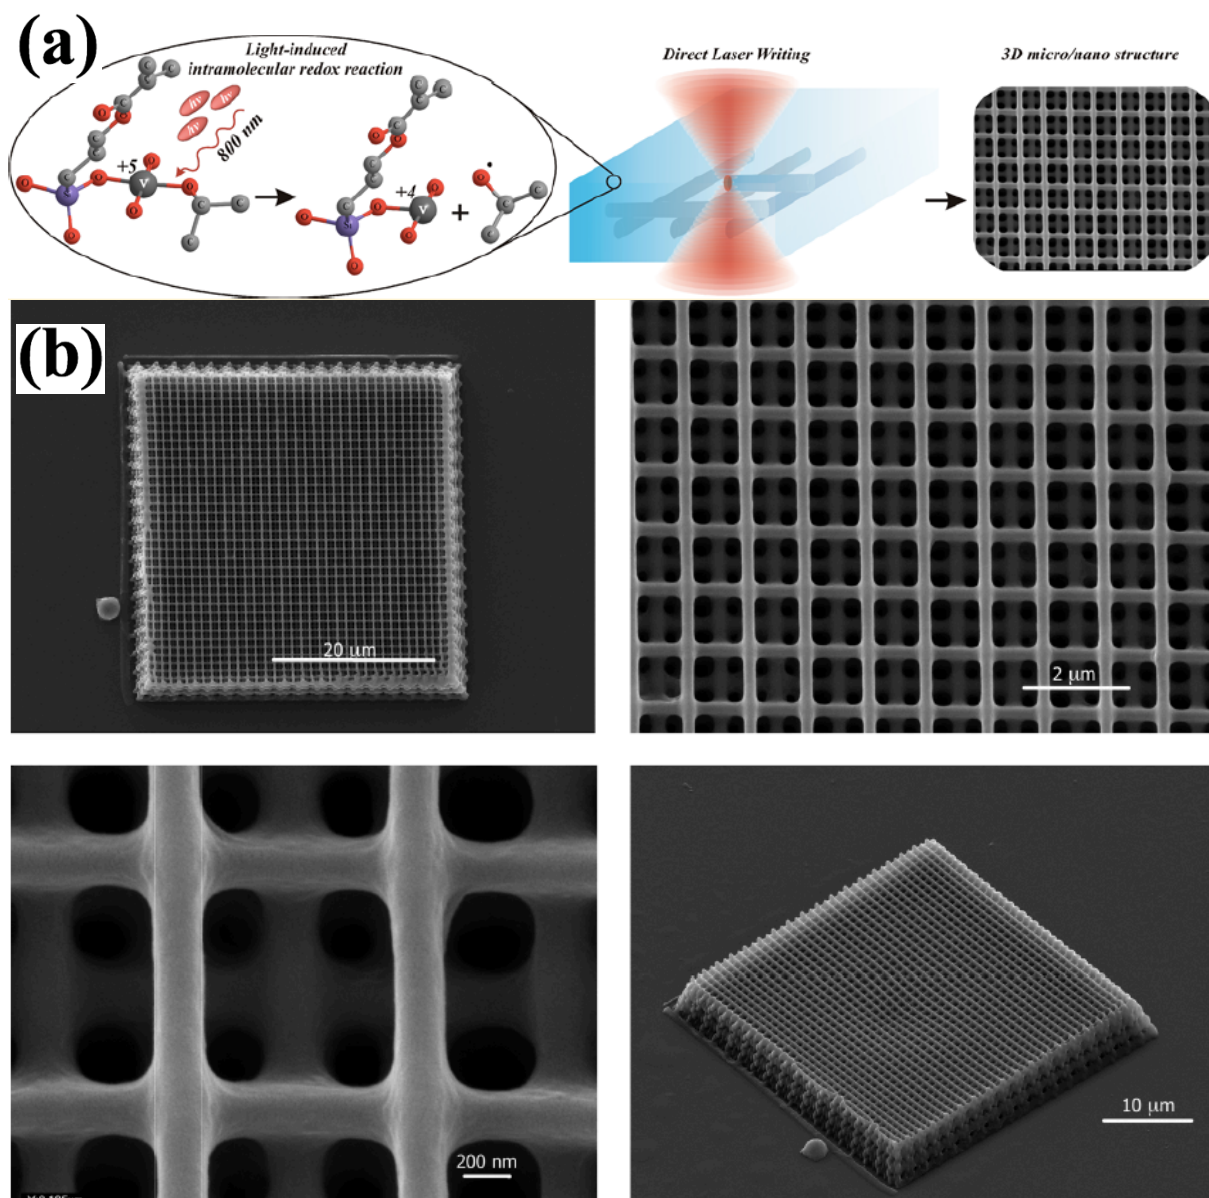 (a)
Light-induced
intramolecular redox reaction
hν
hν
hν
800 nm
+5
+4
C
C
C
C
O
O
C
C
C
Si
O
O
O
V
O
O
O
C
C
C
+
Direct Laser Writing
3D micro/nano structure
(b)
20 μm
2 μm
200 nm
10 μm